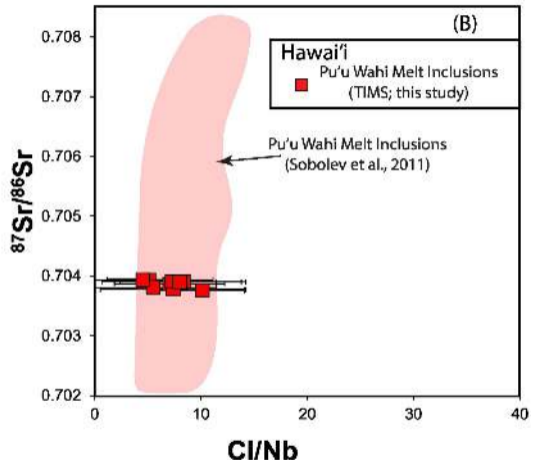 (B)
Hawai'i
Pu'u Wahi Melt Inclusions
(TIMS; this study)
Pu'u Wahi Melt Inclusions
(Sobolev et al., 2011)
0.708
0.707
0.706
0.705
0.704
0.703
0.702
87Sr/86Sr
0 10 20 30 40
Cl/Nb